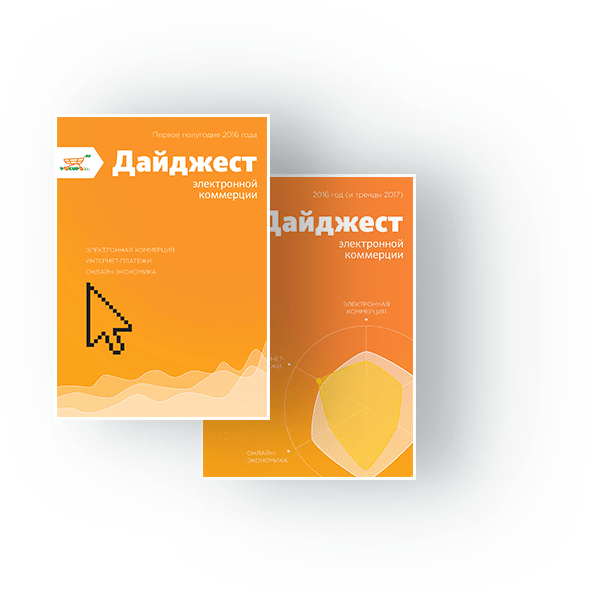 Первое полугодие 2016 года
Дайджест
электронной
коммерции
ЭЛЕКТРОННАЯ КОММЕРЦИЯ
ИНТЕРНЕТ-ПЛАТЕЖИ
ОНЛАЙН-ЭКОНОМИКА
2016 год (и тренды 2017)
Дайджест
электронной
коммерции
ЭЛЕКТРОННАЯ
КОММЕРЦИЯ
ОНЛАЙН-
ЭКОНОМИКА